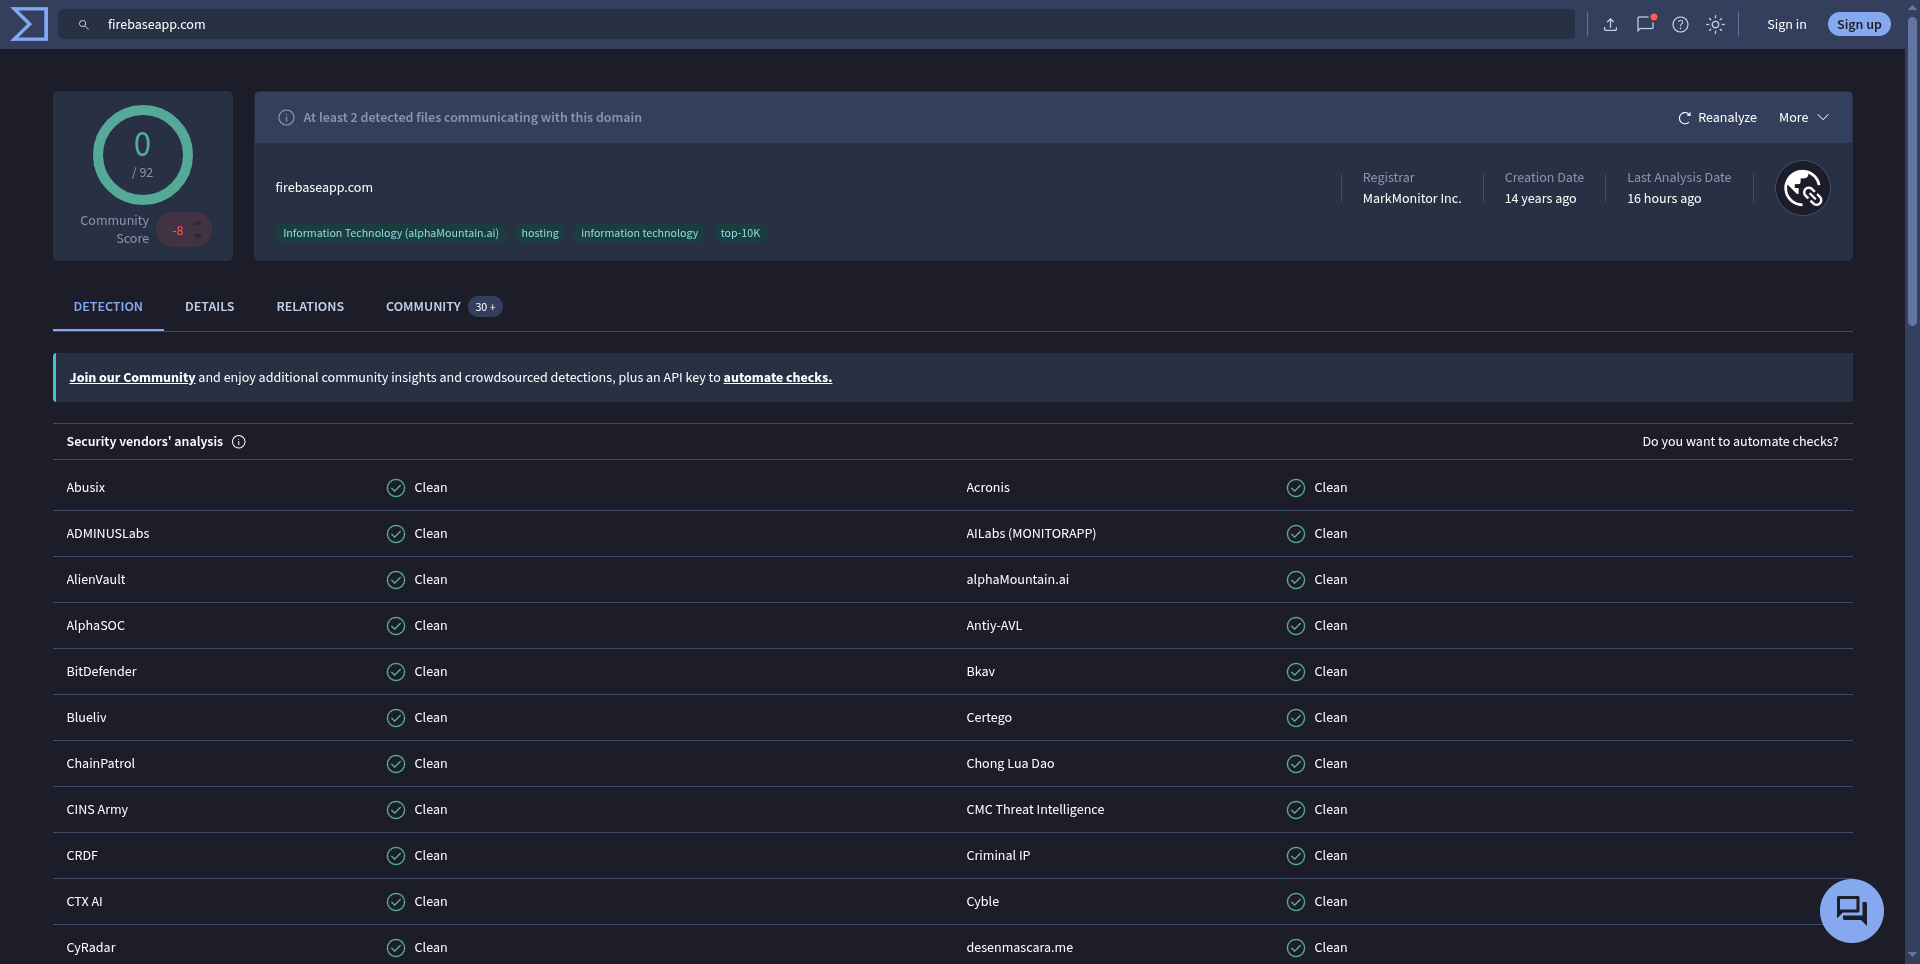 firebaseapp.com
Sign in
Sign up
0
/ 92
Community
Score
-8
At least 2 detected files communicating with this domain
Reanalyze
More
firebaseapp.com
Registrar
MarkMonitor Inc.
Creation Date
14 years ago
Last Analysis Date
16 hours ago
Information Technology (alphaMountain.ai)
hosting
information technology
top-10K
DETECTION
DETAILS
RELATIONS
COMMUNITY
30 +
Join our Community and enjoy additional community insights and crowdsourced detections, plus an API key to automate checks.
Security vendors' analysis
Do you want to automate checks?
Abusix Clean Acronis Clean
ADMINUSLabs Clean AILabs (MONITORAPP) Clean
AlienVault Clean alphaMountain.ai Clean
AlphaSOC Clean Antiy-AVL Clean
BitDefender Clean Bkav Clean
Blueliv Clean Certego Clean
ChainPatrol Clean Chong Lua Dao Clean
CINS Army Clean CMC Threat Intelligence Clean
CRDF Clean Criminal IP Clean
CTX AI Clean Cyble Clean
CyRadar Clean desenmascara.me Clean